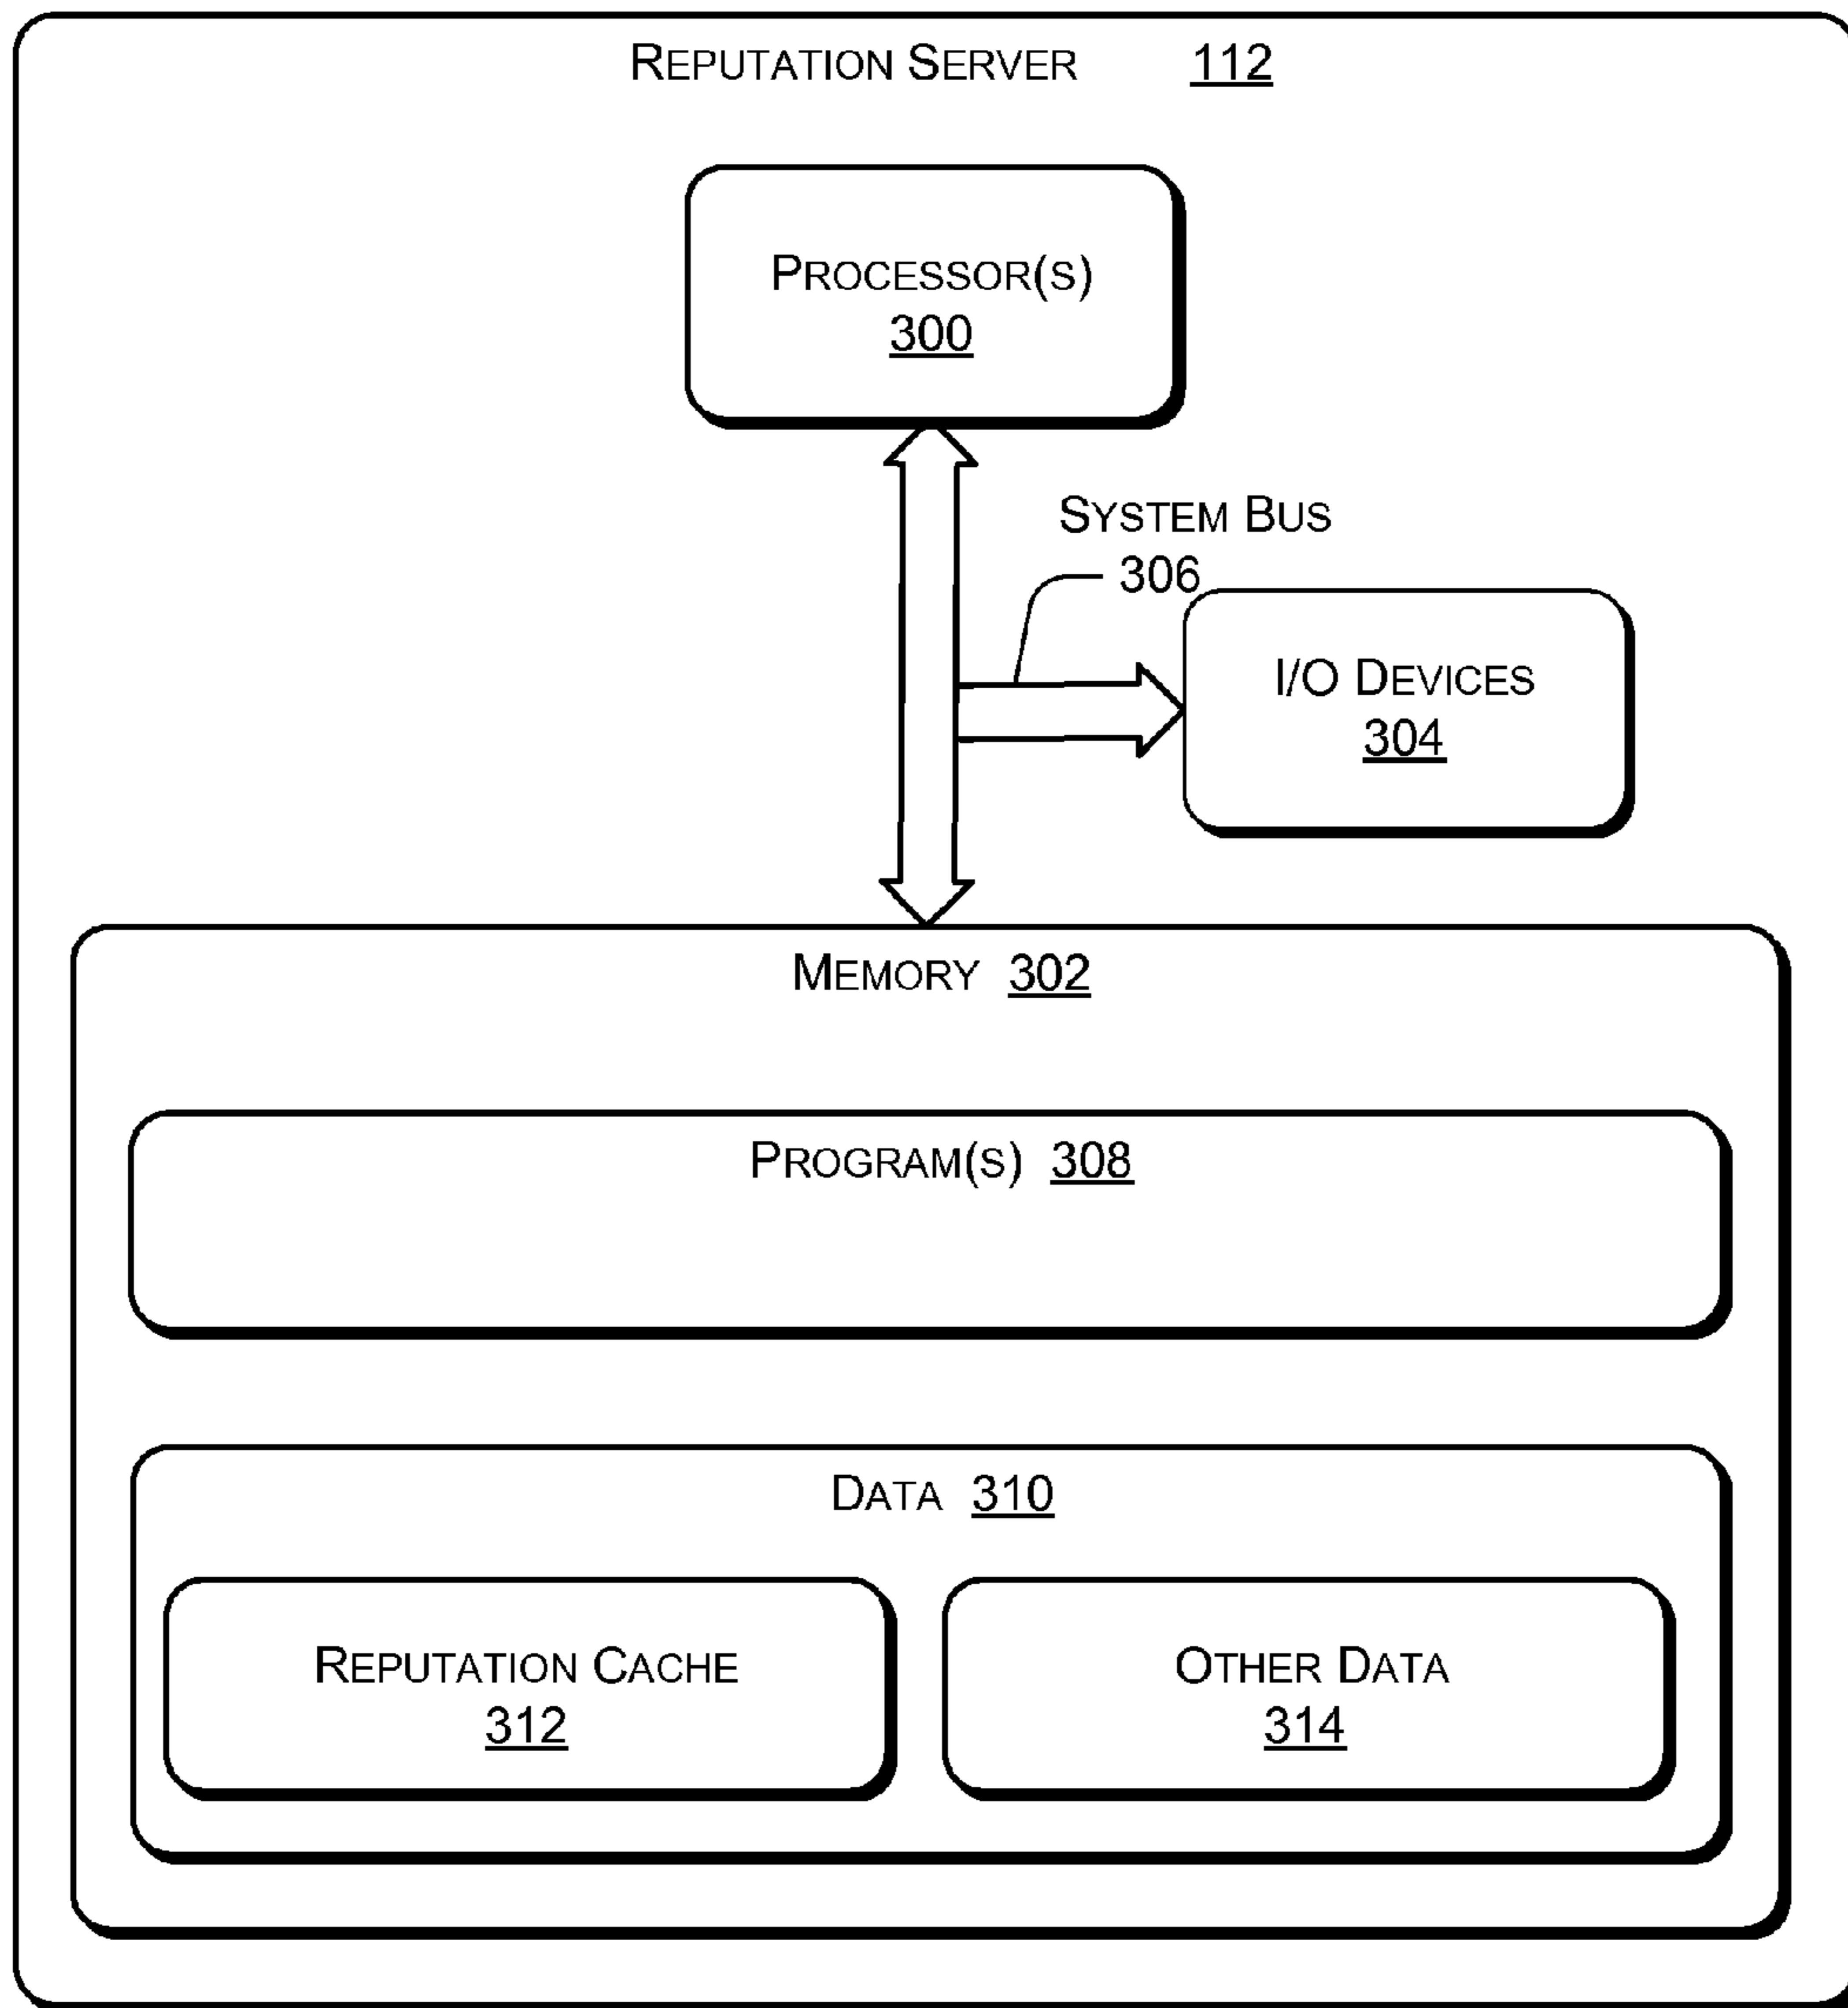 REPUTATION SERVER 112
PROCESSOR(S)
300
SYSTEM BUS
306
I/O DEVICES
304
MEMORY 302
PROGRAM(S) 308
DATA 310
REPUTATION CACHE
312
OTHER DATA
314